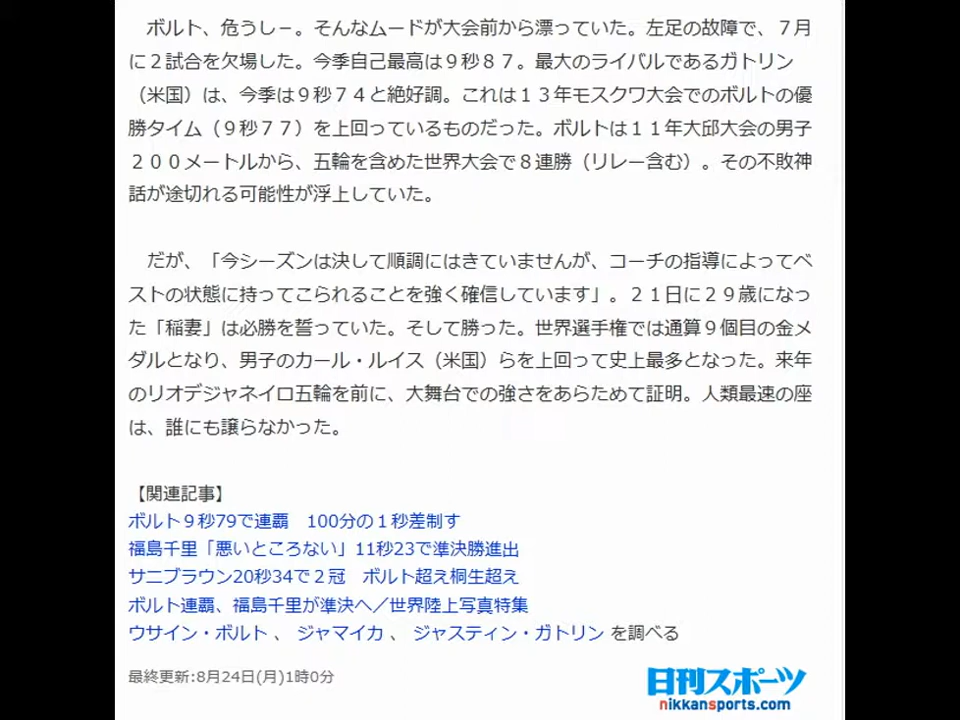 ボルト、危うし－。そんなムードが大会前から漂っていた。左足の故障で、７月
に２試合を欠場した。今季自己最高は９秒８７。最大のライバルであるガトリン
（米国）は、今季は９秒７４と絶好調。これは１３年モスクワ大会でのボルトの優
勝タイム（９秒７７）を上回っているものだった。ボルトは１１年大邱大会の男子
２００メートルから、五輪を含めた世界大会で８連勝（リレー含む）。その不敗神
話が途切れる可能性が浮上していた。
だが、「今シーズンは決して順調にはきていませんが、コーチの指導によってベ
ストの状態に持ってこられることを強く確信しています」。２１日に２９歳になっ
た「稲妻」は必勝を誓っていた。そして勝った。世界選手権では通算９個目の金メ
ダルとなり、男子のカール・ルイス（米国）らを上回って史上最多となった。来年
のリオデジャネイロ五輪を前に、大舞台での強さをあらためて証明。人類最速の座
は、誰にも譲らなかった。
【関連記事】
ボルト９秒79で連覇　100分の１秒差制す
福島千里「悪いところない」11秒23で準決勝進出
サニブラウン20秒34で２冠　ボルト超え桐生超え
ボルト連覇、福島千里が準決へ／世界陸上写真特集
ウサイン・ボルト 、 ジャマイカ 、 ジャスティン・ガトリン を調べる
最終更新:8月24日(月)1時0分
日刊スポーツ
nikkansports.com